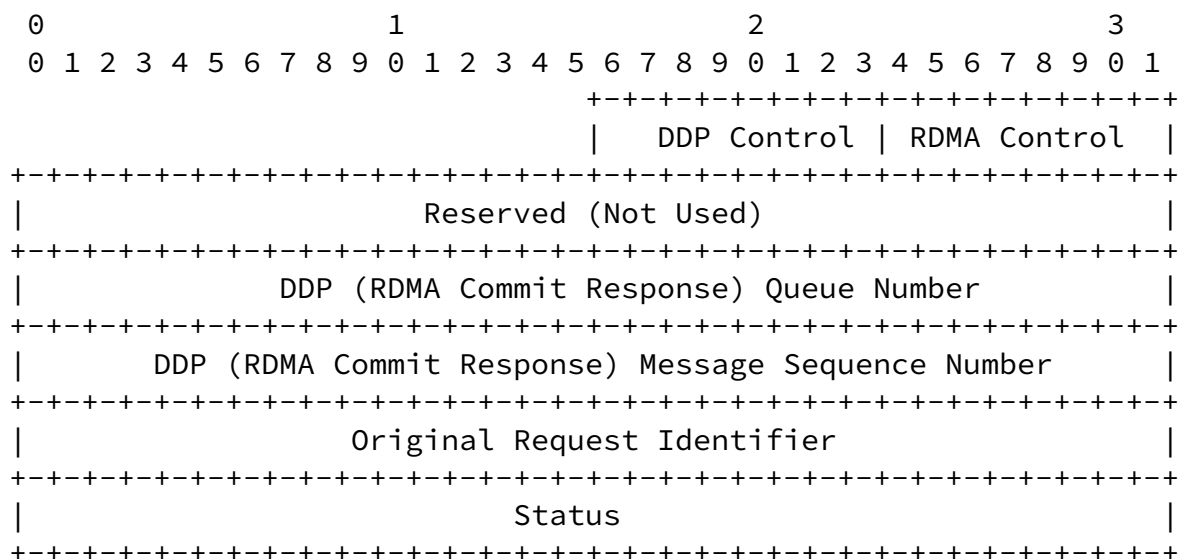 0                   1                   2                   3
 0 1 2 3 4 5 6 7 8 9 0 1 2 3 4 5 6 7 8 9 0 1 2 3 4 5 6 7 8 9 0 1
                                +-+-+-+-+-+-+-+-+-+-+-+-+-+-+-+-+
                                |   DDP Control | RDMA Control  |
+-+-+-+-+-+-+-+-+-+-+-+-+-+-+-+-+-+-+-+-+-+-+-+-+-+-+-+-+-+-+-+-+
|                      Reserved (Not Used)                      |
+-+-+-+-+-+-+-+-+-+-+-+-+-+-+-+-+-+-+-+-+-+-+-+-+-+-+-+-+-+-+-+-+
|              DDP (RDMA Commit Response) Queue Number          |
+-+-+-+-+-+-+-+-+-+-+-+-+-+-+-+-+-+-+-+-+-+-+-+-+-+-+-+-+-+-+-+-+
|       DDP (RDMA Commit Response) Message Sequence Number      |
+-+-+-+-+-+-+-+-+-+-+-+-+-+-+-+-+-+-+-+-+-+-+-+-+-+-+-+-+-+-+-+-+
|                  Original Request Identifier                  |
+-+-+-+-+-+-+-+-+-+-+-+-+-+-+-+-+-+-+-+-+-+-+-+-+-+-+-+-+-+-+-+-+
|                           Status                              |
+-+-+-+-+-+-+-+-+-+-+-+-+-+-+-+-+-+-+-+-+-+-+-+-+-+-+-+-+-+-+-+-+